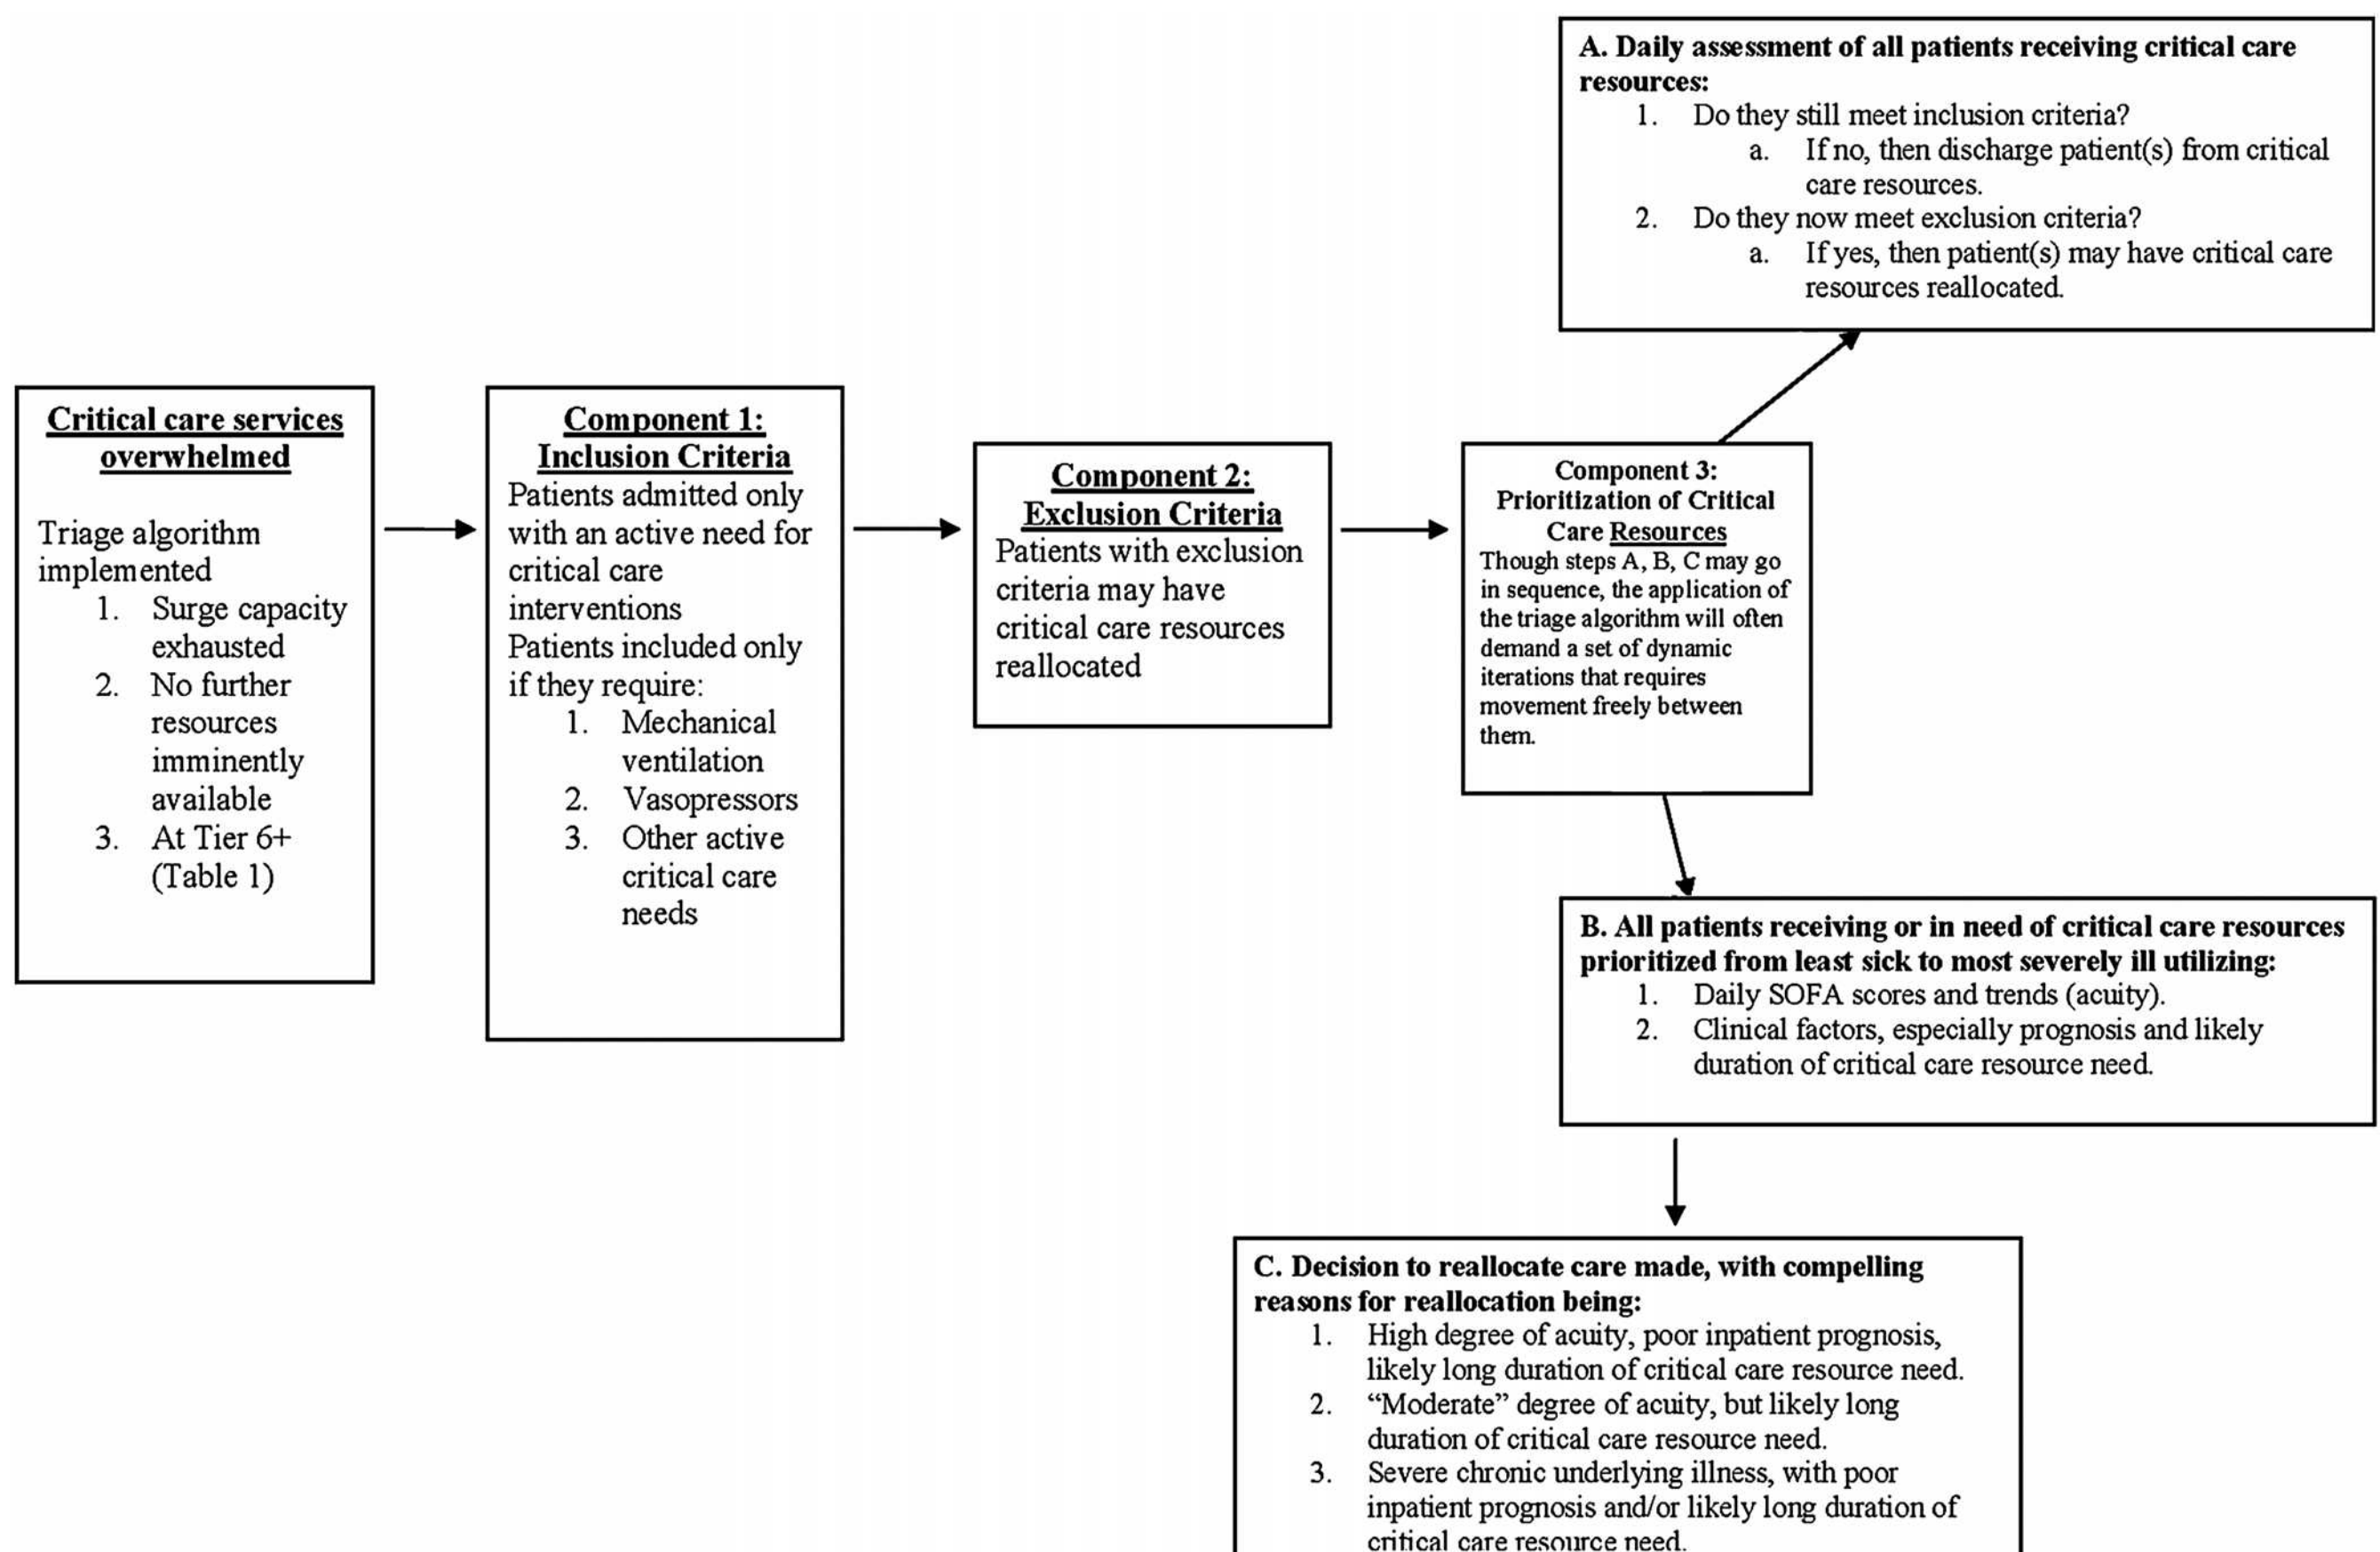 Critical care services
overwhelmed
Triage algorithm
implemented
1. Surge capacity
exhausted
2. No further
resources
imminently
available
3. At Tier 6+
(Table 1)
Component 1:
Inclusion Criteria
Patients admitted only
with an active need for
critical care
interventions
Patients included only
if they require:
1. Mechanical
ventilation
2. Vasopressors
3. Other active
critical care
needs
Component 2:
Exclusion Criteria
Patients with exclusion
criteria may have
critical care resources
reallocated
Component 3:
Prioritization of Critical
Care Resources
Though steps A, B, C may go
in sequence, the application of
the triage algorithm will often
demand a set of dynamic
iterations that requires
movement freely between
them.
A. Daily assessment of all patients receiving critical care
resources:
1. Do they still meet inclusion criteria?
a. If no, then discharge patient(s) from critical
care resources.
2. Do they now meet exclusion criteria?
a. If yes, then patient(s) may have critical care
resources reallocated.
B. All patients receiving or in need of critical care resources
prioritized from least sick to most severely ill utilizing:
1. Daily SOFA scores and trends (acuity).
2. Clinical factors, especially prognosis and likely
duration of critical care resource need.
C. Decision to reallocate care made, with compelling
reasons for reallocation being:
1. High degree of acuity, poor inpatient prognosis,
likely long duration of critical care resource need.
2. “Moderate” degree of acuity, but likely long
duration of critical care resource need.
3. Severe chronic underlying illness, with poor
inpatient prognosis and/or likely long duration of
critical care resource need.